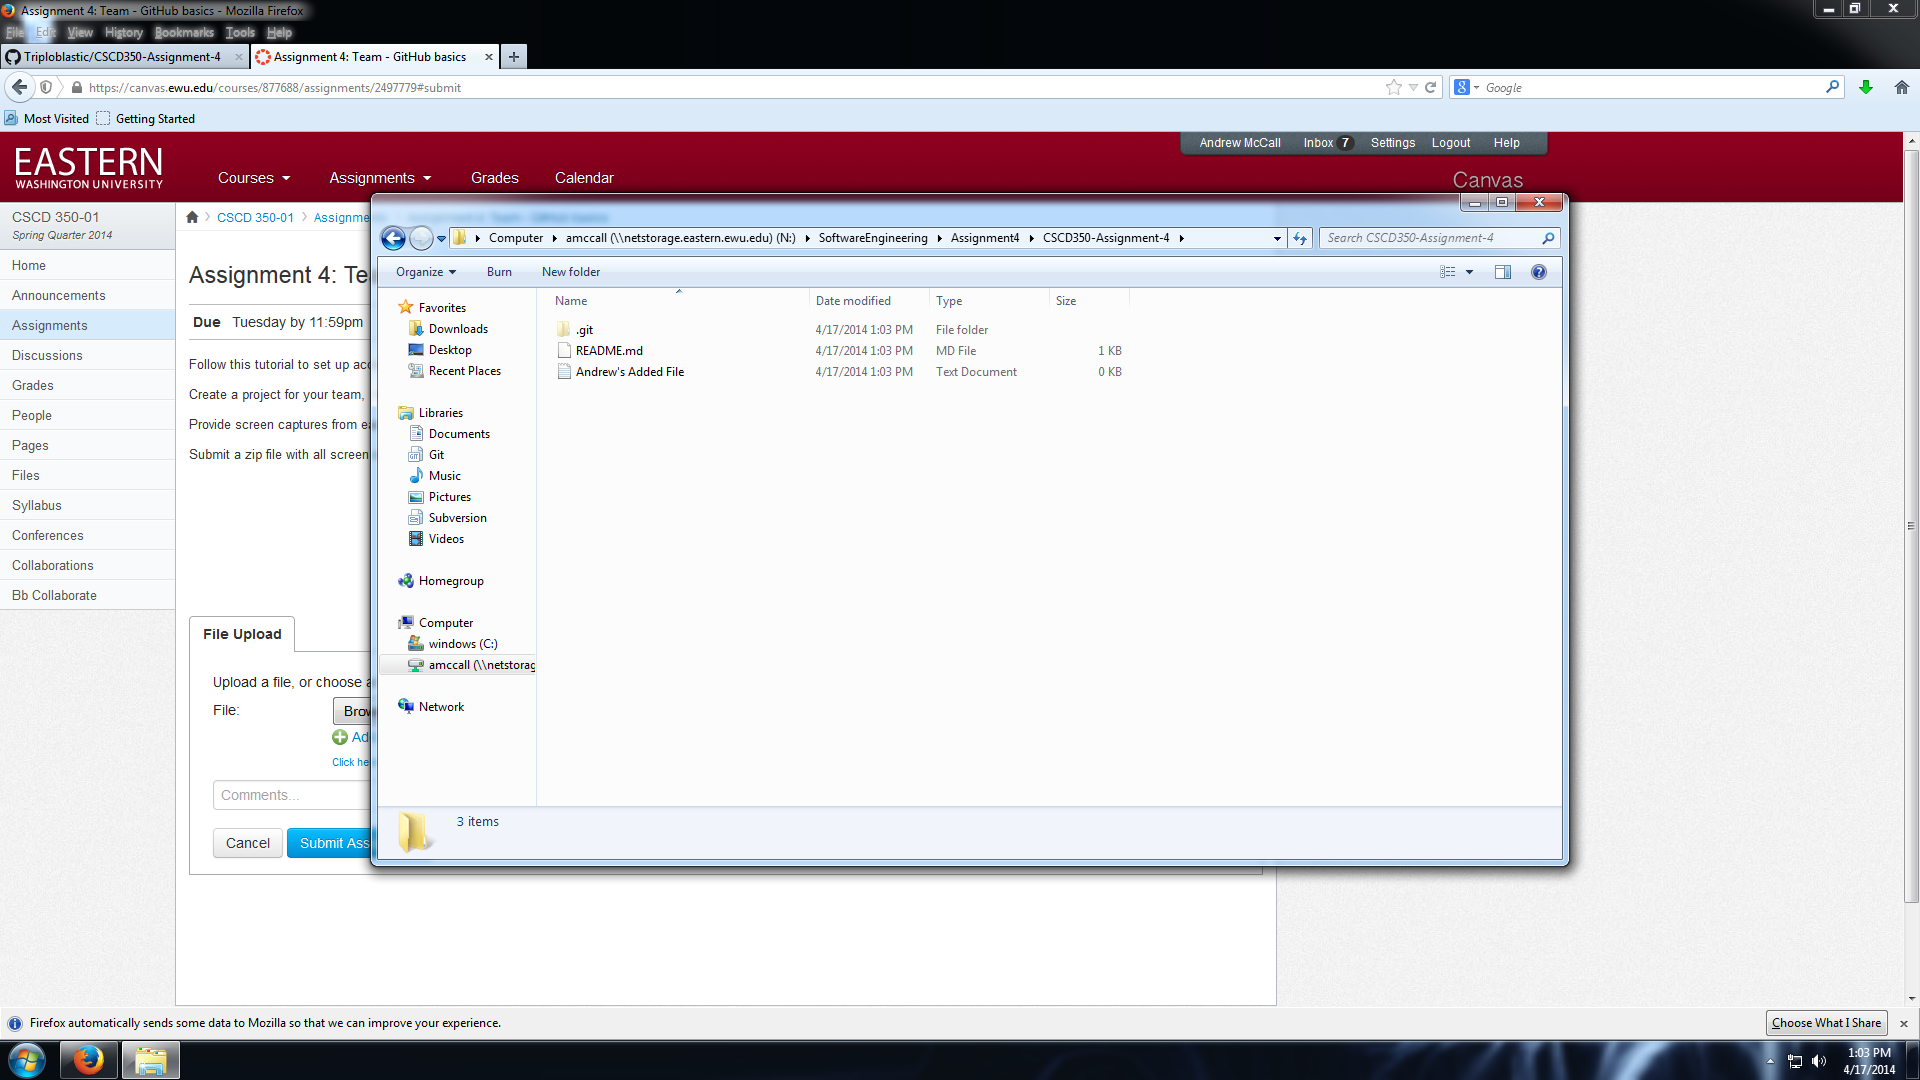 Assignment 4: Team - GitHub basics - Mozilla Firefox
File Edit View History Bookmarks Tools Help
Triploblastic/CSCD350-Assignment-4
Assignment 4: Team - GitHub basics
https://canvas.ewu.edu/courses/877688/assignments/2497779#submit
Google
Most Visited Getting Started
Andrew McCall Inbox 7 Settings Logout Help
EASTERN
WASHINGTON UNIVERSITY
Courses Assignments Grades Calendar
Canvas
CSCD 350-01
Spring Quarter 2014
Home
Announcements
Assignments
Discussions
Grades
People
Pages
Files
Syllabus
Conferences
Collaborations
Bb Collaborate
CSCD 350-01 Assignme
Assignment 4: Te
Due Tuesday by 11:59pm
Follow this tutorial to set up acc
Create a project for your team,
Provide screen captures from ea
Submit a zip file with all screen
File Upload
Upload a file, or choose a
File:
Brow
Ad
Click he
Comments...
Cancel
Submit Ass
Computer amccall (\\netstorage.eastern.ewu.edu) (N:) SoftwareEngineering Assignment4 CSCD350-Assignment-4
Search CSCD350-Assignment-4
Organize Burn New folder
Favorites
Downloads
Desktop
Recent Places
Libraries
Documents
Git
Music
Pictures
Subversion
Videos
Homegroup
Computer
windows (C:)
amccall (\\netstorag
Network
Name Date modified Type Size
.git 4/17/2014 1:03 PM File folder
README.md 4/17/2014 1:03 PM MD File 1 KB
Andrew's Added File 4/17/2014 1:03 PM Text Document 0 KB
3 items
Firefox automatically sends some data to Mozilla so that we can improve your experience.
Choose What I Share
1:03 PM
4/17/2014